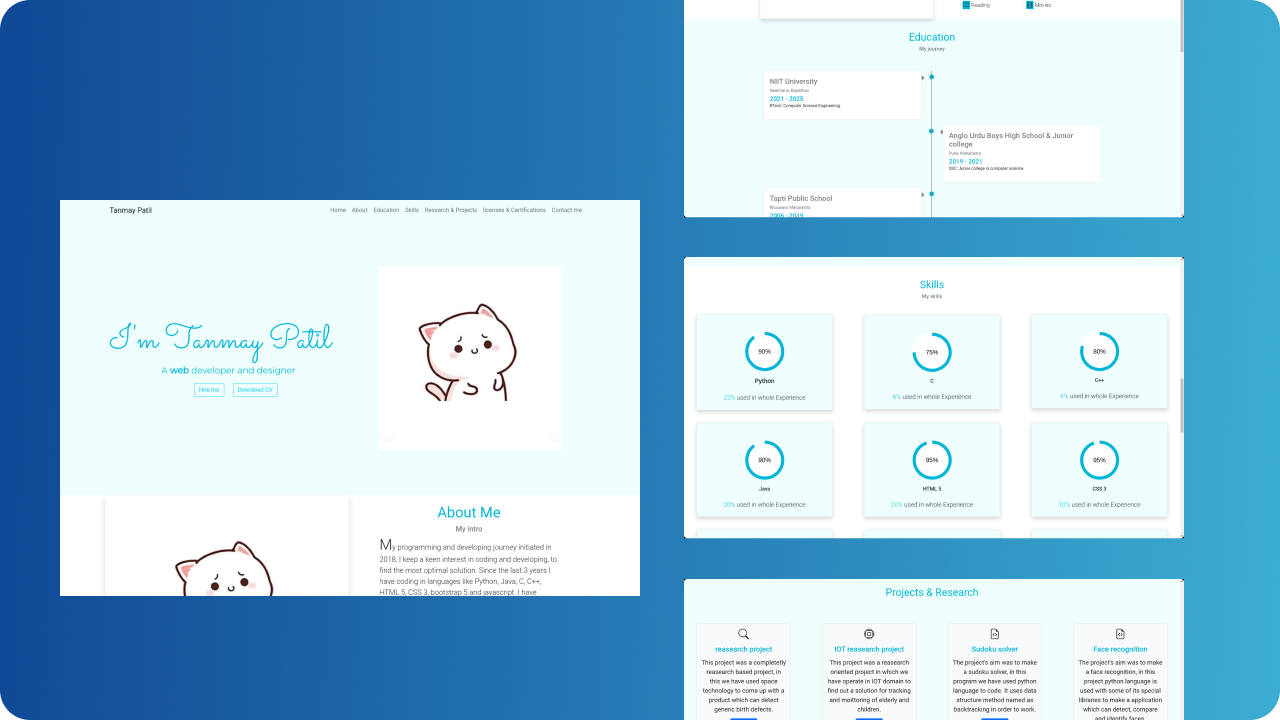 Tanmay Patil
Home About Education Skills Research & Projects licenses & Certifications Contact me
I'm Tanmay Patil
A web developer and designer
Hire me Download CV
About Me
My intro
My programming and developing journey initiated in
2018, I keep a keen interest in coding and developing, to
find the most optimal solution. Since the last 3 years I
have coding in languages like Python, Java, C, C++,
HTML 5, CSS 3, bootstrap 5 and javascript. I have
Reading Movies
Education
My journey
NIIT University
Neemrana, Rajasthan
2021 - 2025
BTech: Computer Science Engineering.
Anglo Urdu Boys High School & Junior
college
Pune, Maharastra
2019 - 2021
SSC: Junior college in computer science
Tapti Public School
Bhusawal, Maharastra
2006 - 2019
Skills
My skills
90%
Python
23% used in whole Experience
75%
C
6% used in whole Experience
80%
C++
6% used in whole Experience
90%
Java
20% used in whole Experience
95%
HTML 5
20% used in whole Experience
95%
CSS 3
10% used in whole Experience
Projects & Research
reasearch project
This project was a completetly
reasearch based project, in
this we have used space
technology to come up with a
product which can detect
generic birth defects.
IOT reasearch project
This project was a reasearch
oriented project in which we
have operate in IOT domain to
find out a solution for tracking
and moittoring of elderly and
children.
Sudoku solver
The project's aim was to make
a sudoku solver, in this
program we have used python
language to code. It uses data
structure method named as
backtracking in order to work.
Face recognition
The project's aim was to make
a face recognition, in this
project python language is
used with some of its special
libraries to make a application
which can detect, compare
and identify faces.